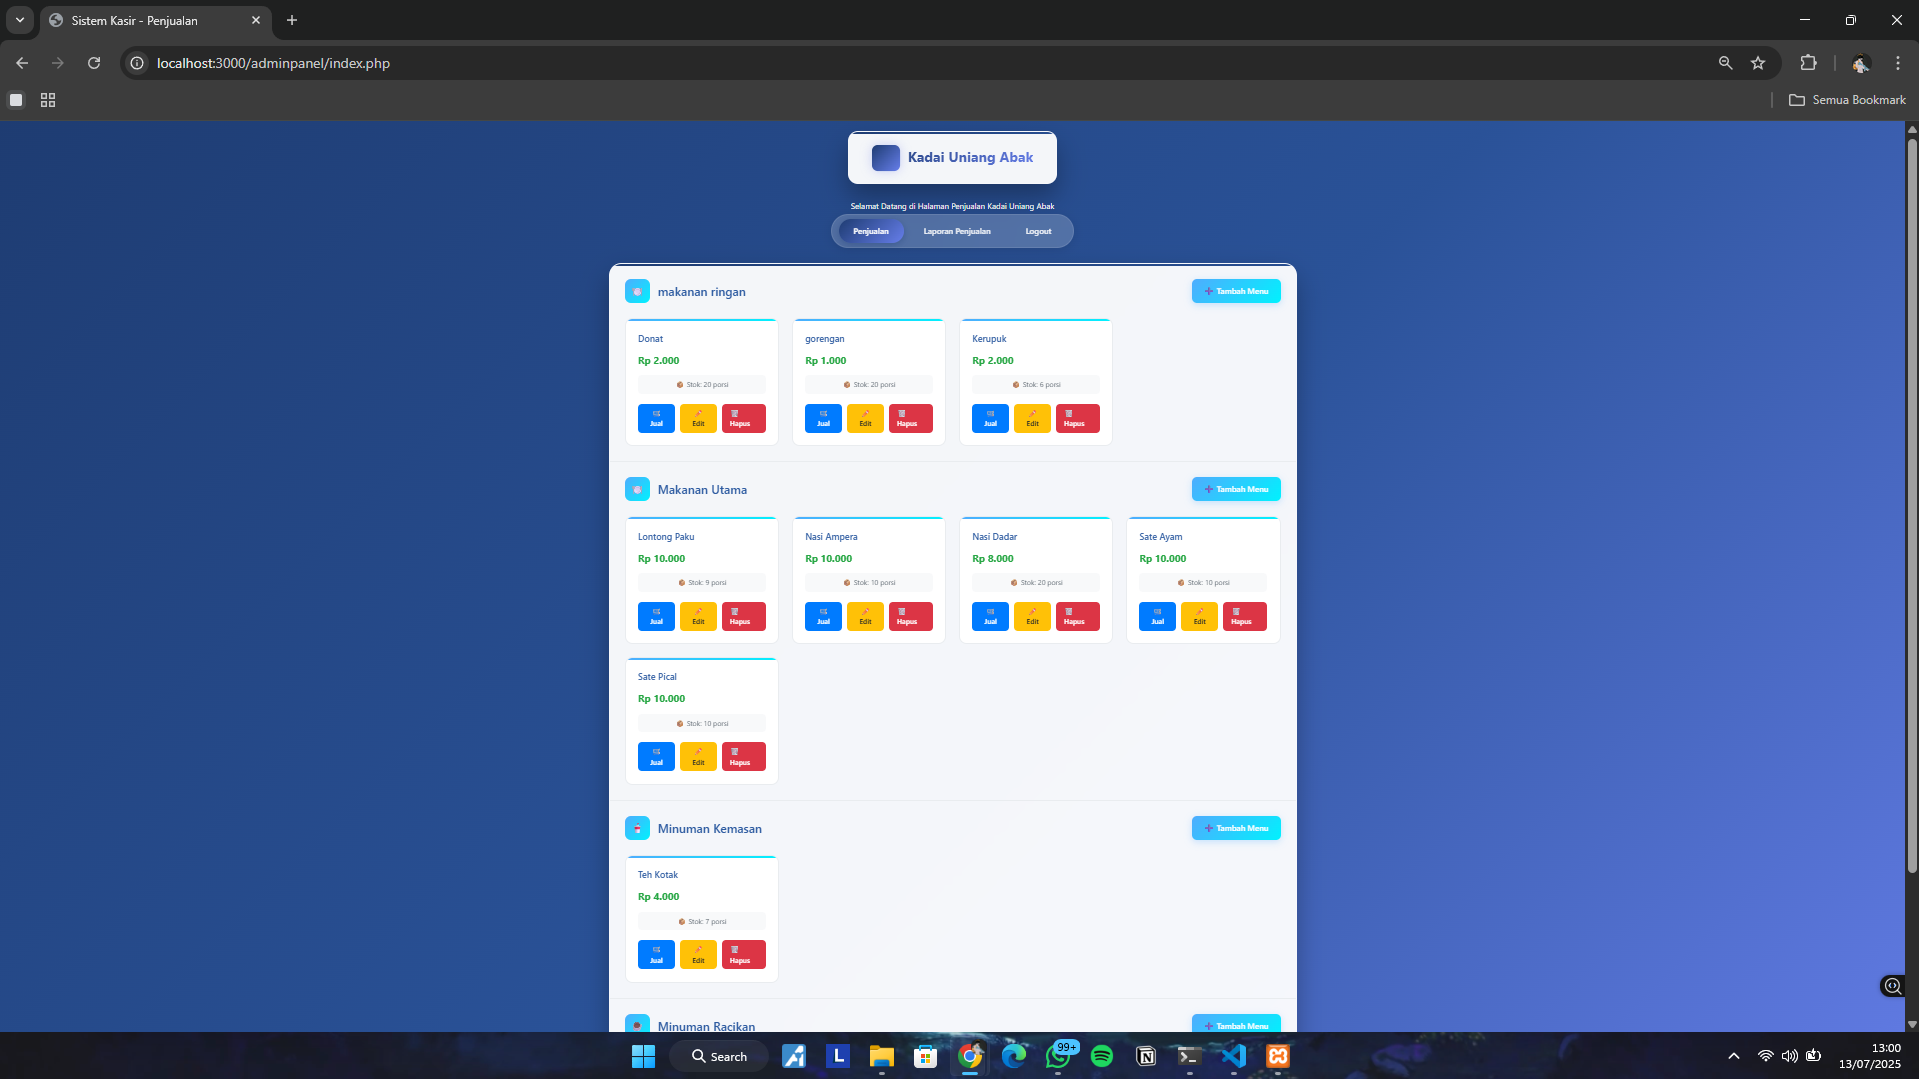 Sistem Kasir - Penjualan
localhost:3000/adminpanel/index.php
Semua Bookmark
Kadai Uniang Abak
Selamat Datang di Halaman Penjualan Kadai Uniang Abak
Penjualan Laporan Penjualan Logout
makanan ringan Tambah Menu
Donat gorengan Kerupuk
Rp 2.000 Rp 1.000 Rp 2.000
Stok: 20 porsi Stok: 20 porsi Stok: 6 porsi
Jual Edit Hapus Jual Edit Hapus Jual Edit Hapus
Makanan Utama Tambah Menu
Lontong Paku Nasi Ampera Nasi Dadar Sate Ayam
Rp 10.000 Rp 10.000 Rp 8.000 Rp 10.000
Stok: 9 porsi Stok: 10 porsi Stok: 20 porsi Stok: 10 porsi
Jual Edit Hapus Jual Edit Hapus Jual Edit Hapus Jual Edit Hapus
Sate Pical
Rp 10.000
Stok: 10 porsi
Jual Edit Hapus
Minuman Kemasan Tambah Menu
Teh Kotak
Rp 4.000
Stok: 7 porsi
Jual Edit Hapus
Minuman Racikan Tambah Menu
Search
L
99+
13:00
13/07/2025